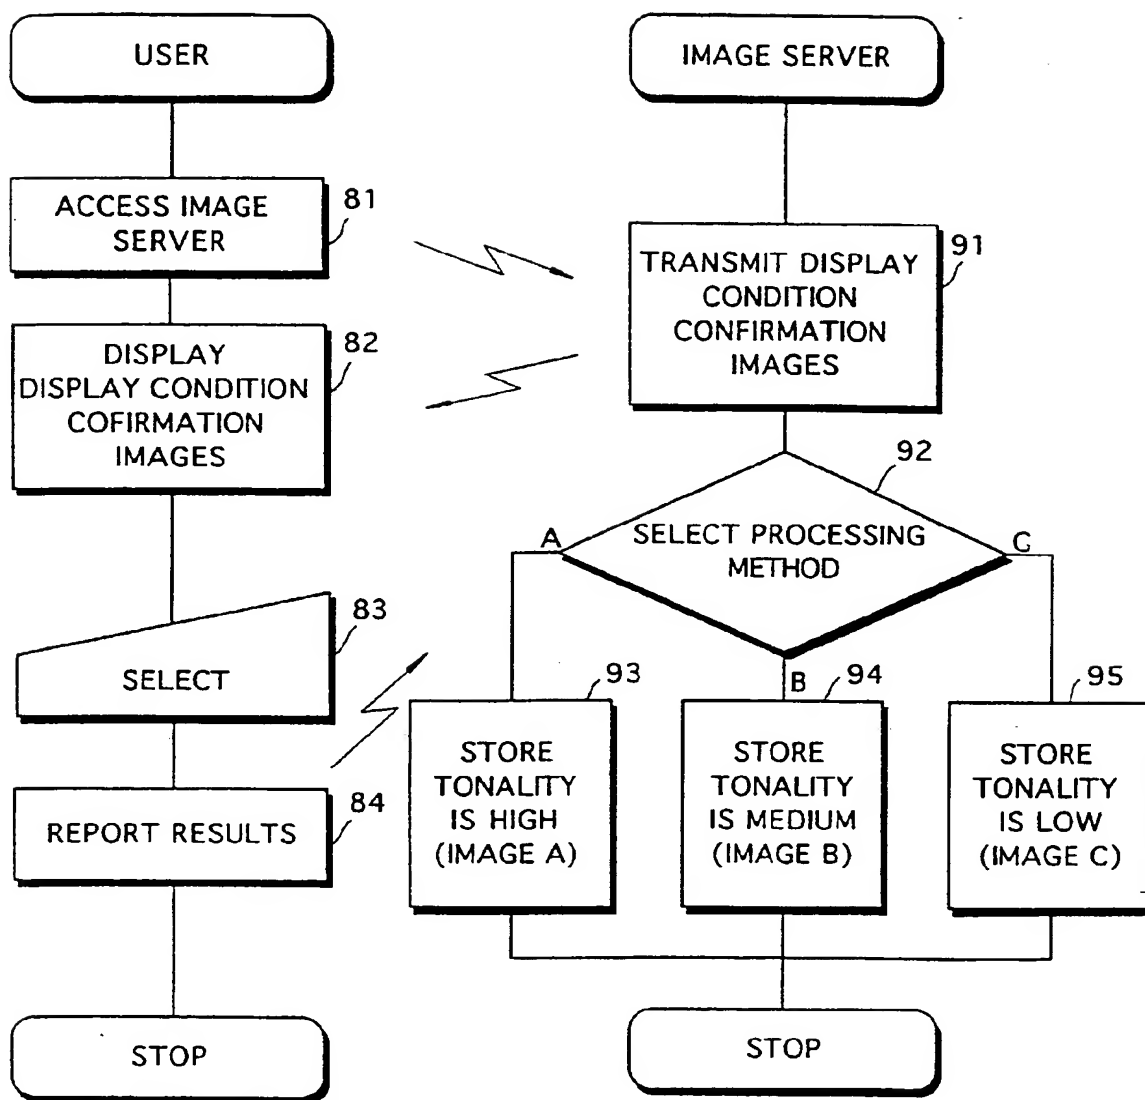 USER
ACCESS IMAGE
SERVER
81
DISPLAY
DISPLAY CONDITION
COFIRMATION
IMAGES
82
SELECT
83
REPORT RESULTS
84
STOP
IMAGE SERVER
TRANSMIT DISPLAY
CONDITION
CONFIRMATION
IMAGES
91
SELECT PROCESSING
METHOD
92
A
B
C
STORE
TONALITY
IS HIGH
(IMAGE A)
93
STORE
TONALITY
IS MEDIUM
(IMAGE B)
94
STORE
TONALITY
IS LOW
(IMAGE C)
95
STOP